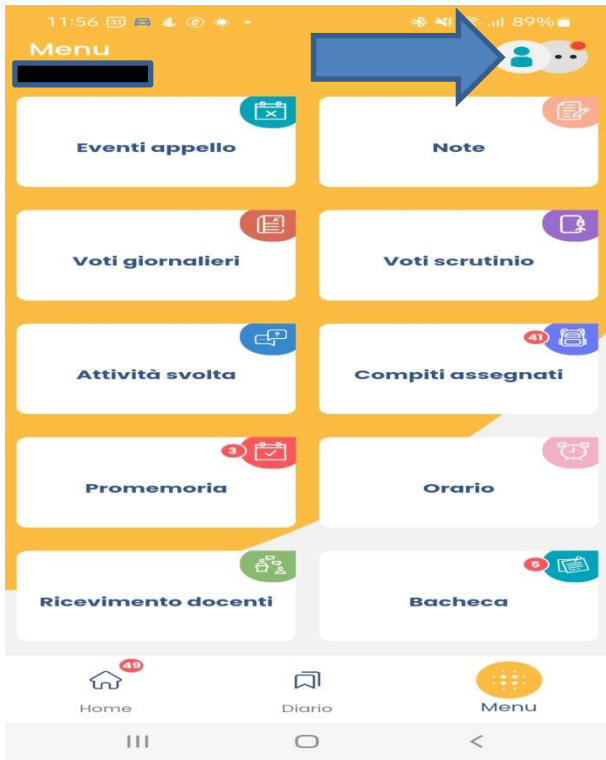 11:56 31 89%
Menu
Eventi appello
Note
Voti giornalieri
Voti scrutinio
Attività svolta
41
Compiti assegnati
3
Promemoria
Orario
Ricevimento docenti
5
Bacheca
49
Home
Diario
Menu